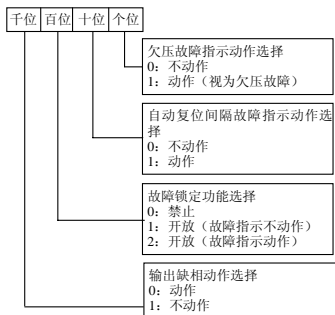 千位 百位 十位 个位
欠压故障指示动作选择
0：不动作
1：动作（视为欠压故障）
自动复位间隔故障指示动作选
择
0：不动作
1：动作
故障锁定功能选择
0：禁止
1：开放（故障指示不动作）
2：开放（故障指示动作）
输出缺相动作选择
0：动作
1：不动作